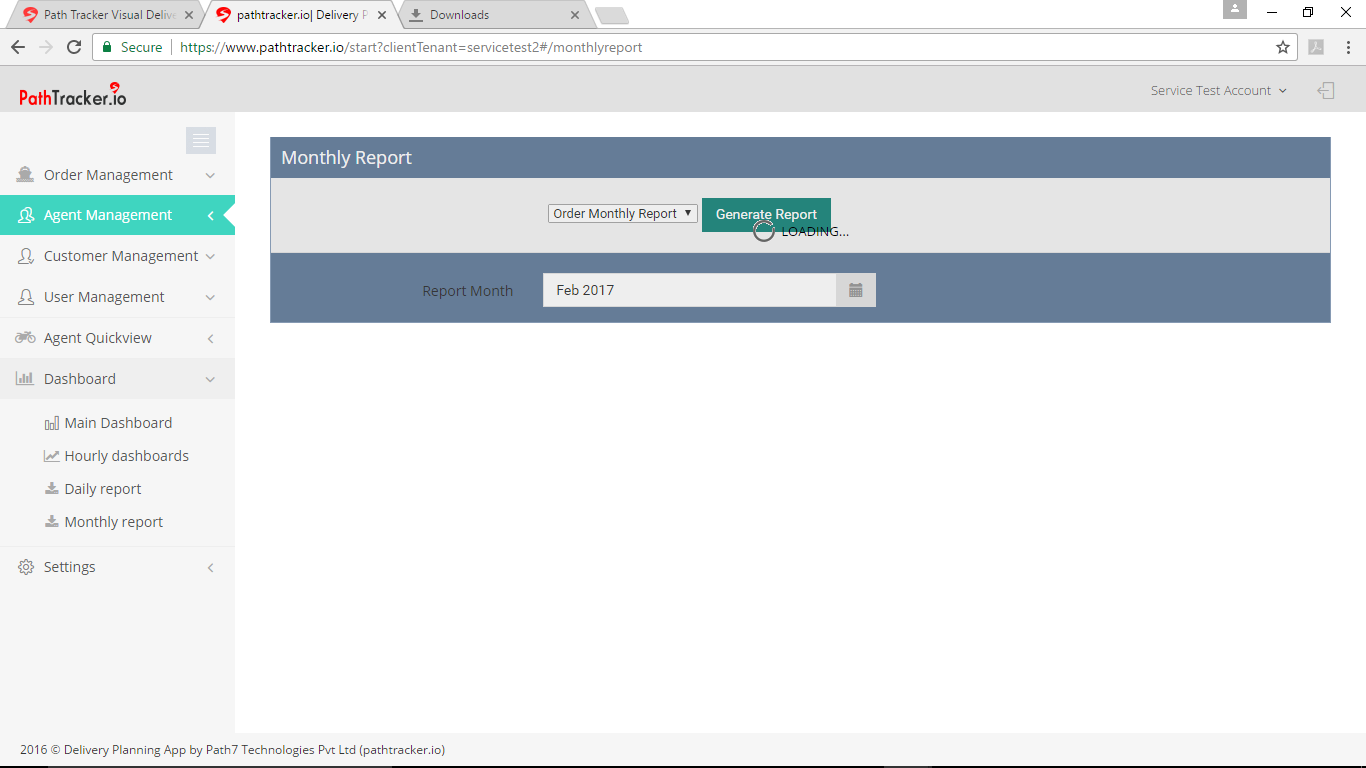 Path Tracker Visual Delive
pathtracker.io| Delivery P
Downloads
Secure
https://www.pathtracker.io/start?clientTenant=servicetest2#/monthlyreport
PathTracker.io
Service Test Account
Order Management
Agent Management
Customer Management
User Management
Agent Quickview
Dashboard
Main Dashboard
Hourly dashboards
Daily report
Monthly report
Settings
Monthly Report
Order Monthly Report
Generate Report
LOADING...
Report Month
Feb 2017
2016 © Delivery Planning App by Path7 Technologies Pvt Ltd (pathtracker.io)